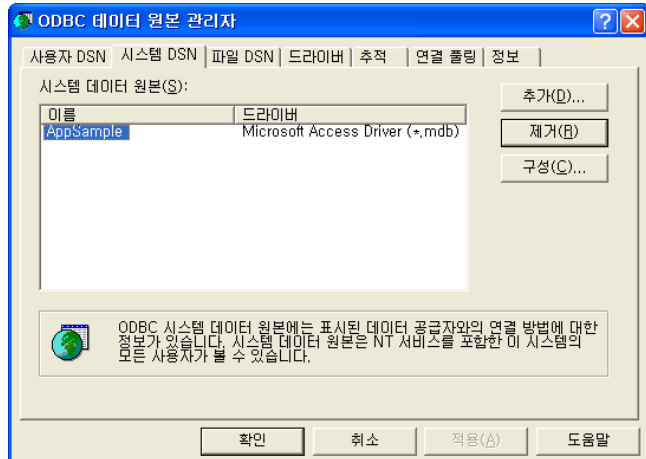 ODBC 데이터 원본 관리자
사용자 DSN 시스템 DSN 파일 DSN 드라이버 추적 연결 풀링 정보
시스템 데이터 원본(S):
이름 드라이버
AppSample Microsoft Access Driver (*.mdb)
추가(D)...
제거(R)
구성(C)...
ODBC 시스템 데이터 원본에는 표시된 데이터 공급자와의 연결 방법에 대한
정보가 있습니다. 시스템 데이터 원본은 NT 서비스를 포함한 이 시스템의
모든 사용자가 볼 수 있습니다.
확인 취소 적용(A) 도움말